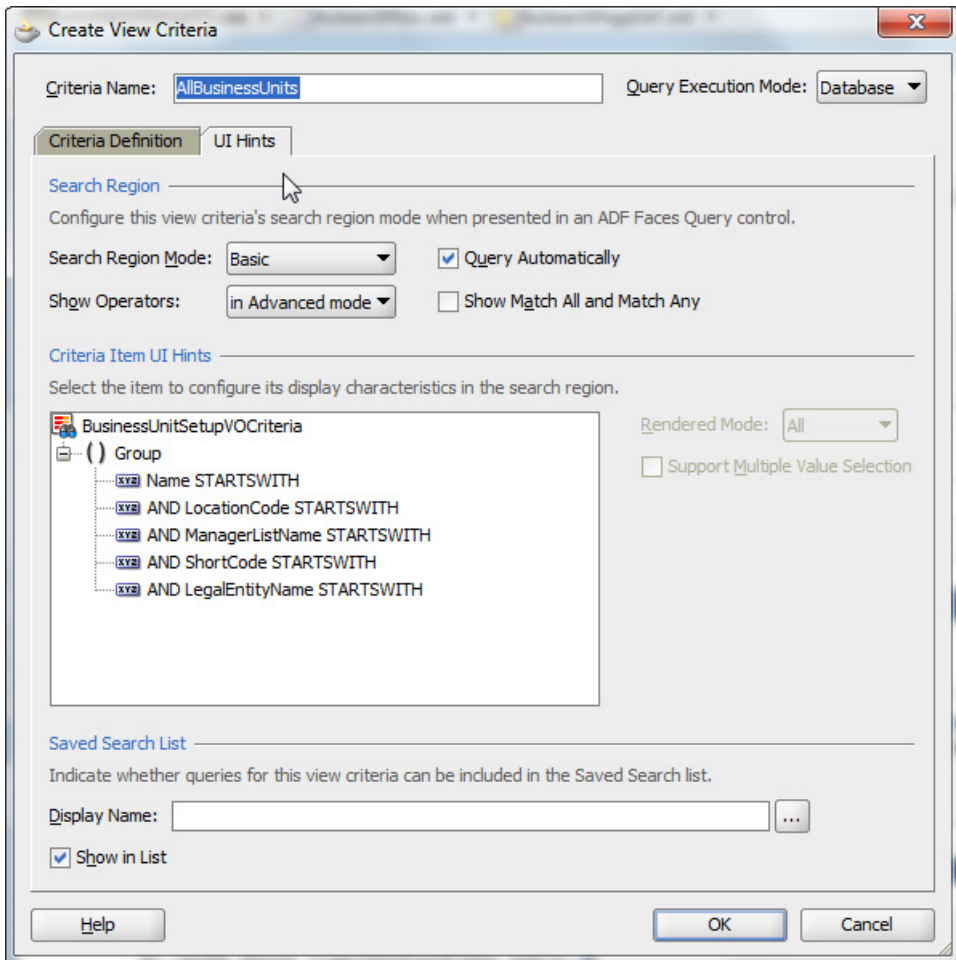 Create View Criteria
Criteria Name: AllBusinessUnits Query Execution Mode: Database
Criteria Definition UI Hints
Search Region
Configure this view criteria's search region mode when presented in an ADF Faces Query control.
Search Region Mode: Basic Query Automatically
Show Operators: in Advanced mode Show Match All and Match Any
Criteria Item UI Hints
Select the item to configure its display characteristics in the search region.
BusinessUnitSetupVOCriteria Rendered Mode: All
( ) Group
Support Multiple Value Selection
XYZ Name STARTSWITH
XYZ AND LocationCode STARTSWITH
XYZ AND ManagerListName STARTSWITH
XYZ AND ShortCode STARTSWITH
XYZ AND LegalEntityName STARTSWITH
Saved Search List
Indicate whether queries for this view criteria can be included in the Saved Search list.
Display Name: ...
Show in List
Help OK Cancel